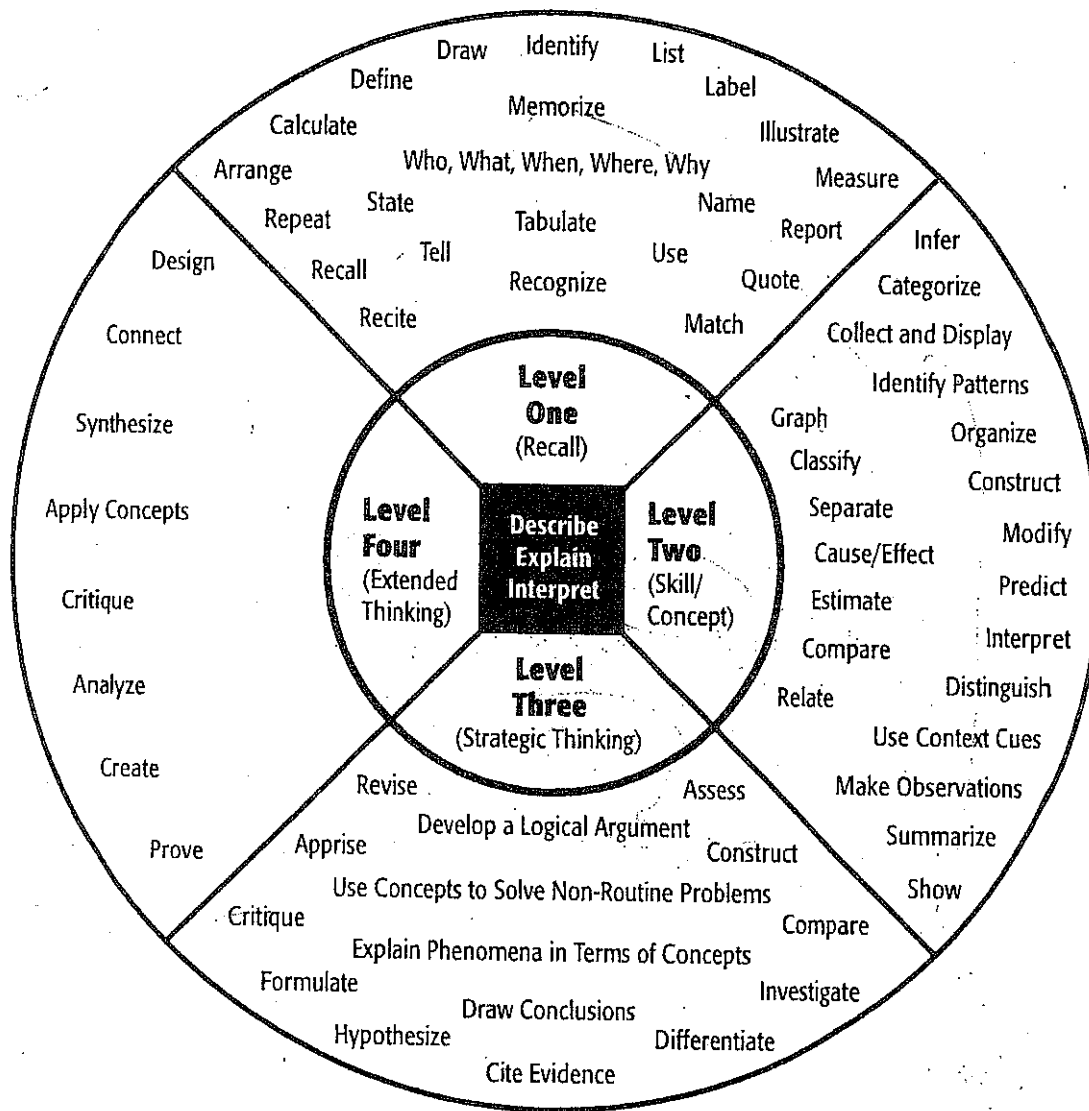 Draw
Identify
List
Define
Label
Memorize
Calculate
Illustrate
Who, What, When, Where, Why
Arrange
Measure
State
Name
Repeat
Tabulate
Report
Tell
Use
Recall
Recognize
Quote
Recite
Match
Level
One
(Recall)
Infer
Categorize
Collect and Display
Identify Patterns
Graph
Organize
Classify
Construct
Separate
Modify
Cause/Effect
Predict
Estimate
Interpret
Compare
Distinguish
Relate
Use Context Cues
Make Observations
Summarize
Show
Level
Two
(Skill/
Concept)
Describe
Explain
Interpret
Level
Three
(Strategic Thinking)
Revise
Assess
Develop a Logical Argument
Apprise
Construct
Use Concepts to Solve Non-Routine Problems
Critique
Compare
Explain Phenomena in Terms of Concepts
Formulate
Investigate
Draw Conclusions
Hypothesize
Differentiate
Cite Evidence
Level
Four
(Extended
Thinking)
Design
Connect
Synthesize
Apply Concepts
Critique
Analyze
Create
Prove